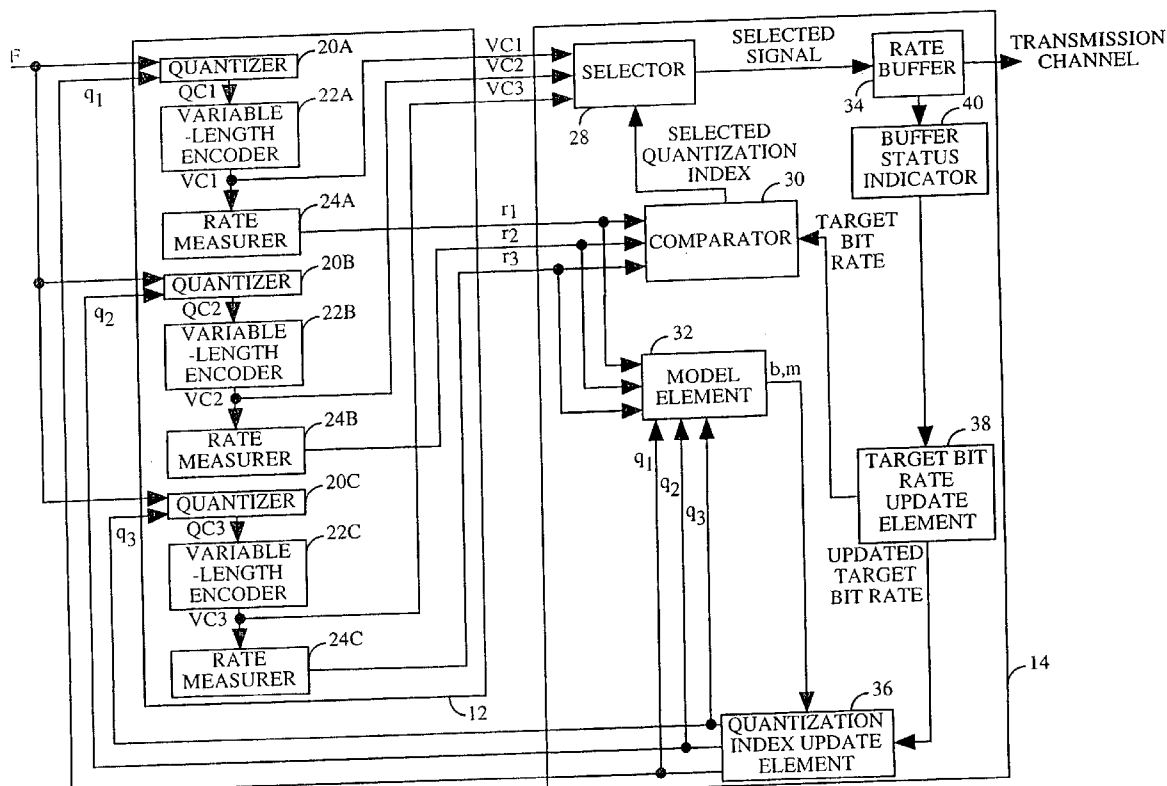 F
q1
QUANTIZER
20A
QC1
22A
VARIABLE
-LENGTH
ENCODER
VC1
24A
RATE
MEASURER
QUANTIZER
20B
q2
QC2
22B
VARIABLE
-LENGTH
ENCODER
VC2
24B
RATE
MEASURER
QUANTIZER
20C
q3
QC3
22C
VARIABLE
-LENGTH
ENCODER
VC3
24C
RATE
MEASURER
12
VC1
VC2
VC3
SELECTOR
28
SELECTED
SIGNAL
RATE
BUFFER
34
TRANSMISSION
CHANNEL
40
BUFFER
STATUS
INDICATOR
SELECTED
QUANTIZATION
INDEX
30
r1
r2
r3
COMPARATOR
TARGET
BIT
RATE
32
MODEL
ELEMENT
b,m
q1
q2
q3
38
TARGET BIT
RATE
UPDATE
ELEMENT
UPDATED
TARGET
BIT RATE
14
36
QUANTIZATION
INDEX UPDATE
ELEMENT